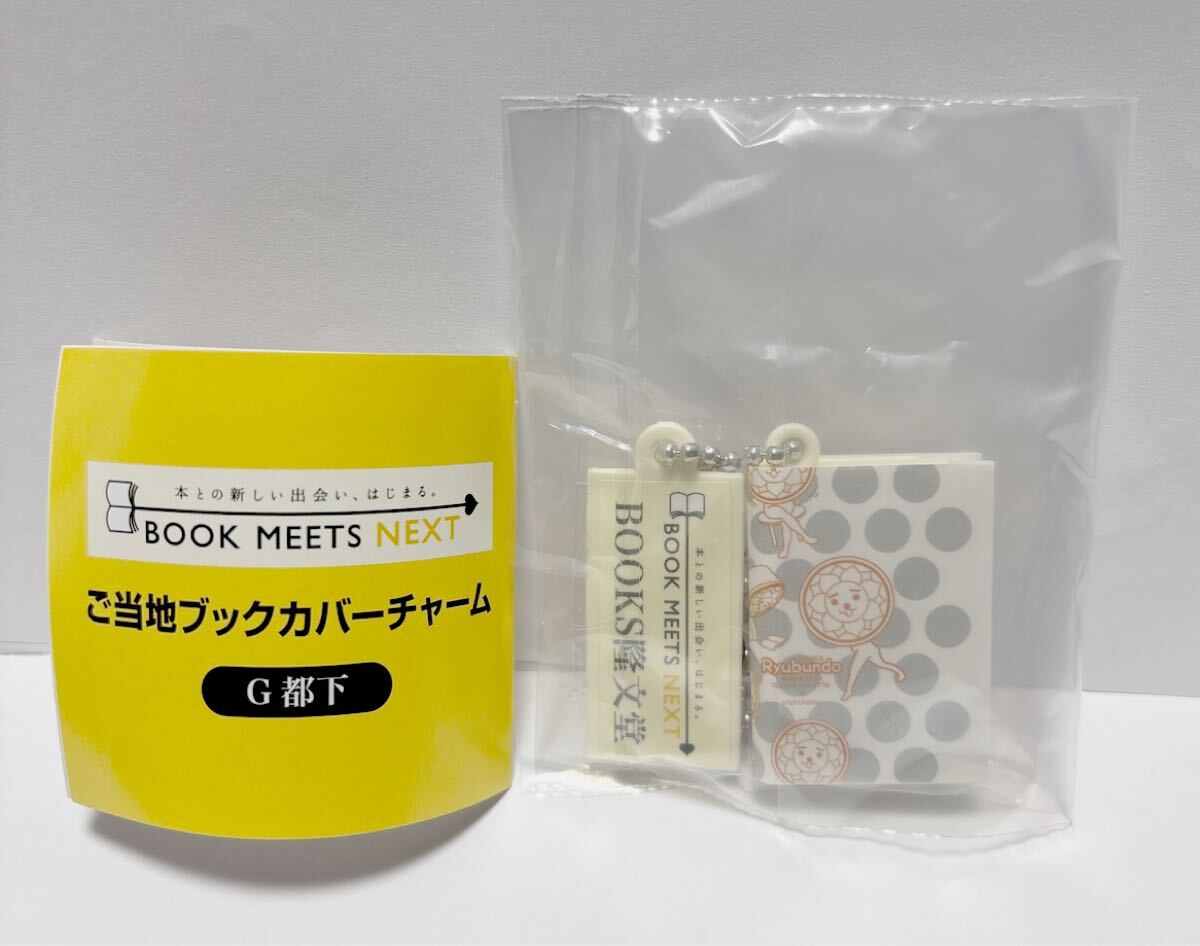 本との新しい出会い、はじまる。
BOOK MEETS NEXT
ご当地ブックカバーチャーム
G 都下
本との新しい出会い、はじまる。
BOOK MEETS NEXT
BOOKS隆文堂
Ryubundo